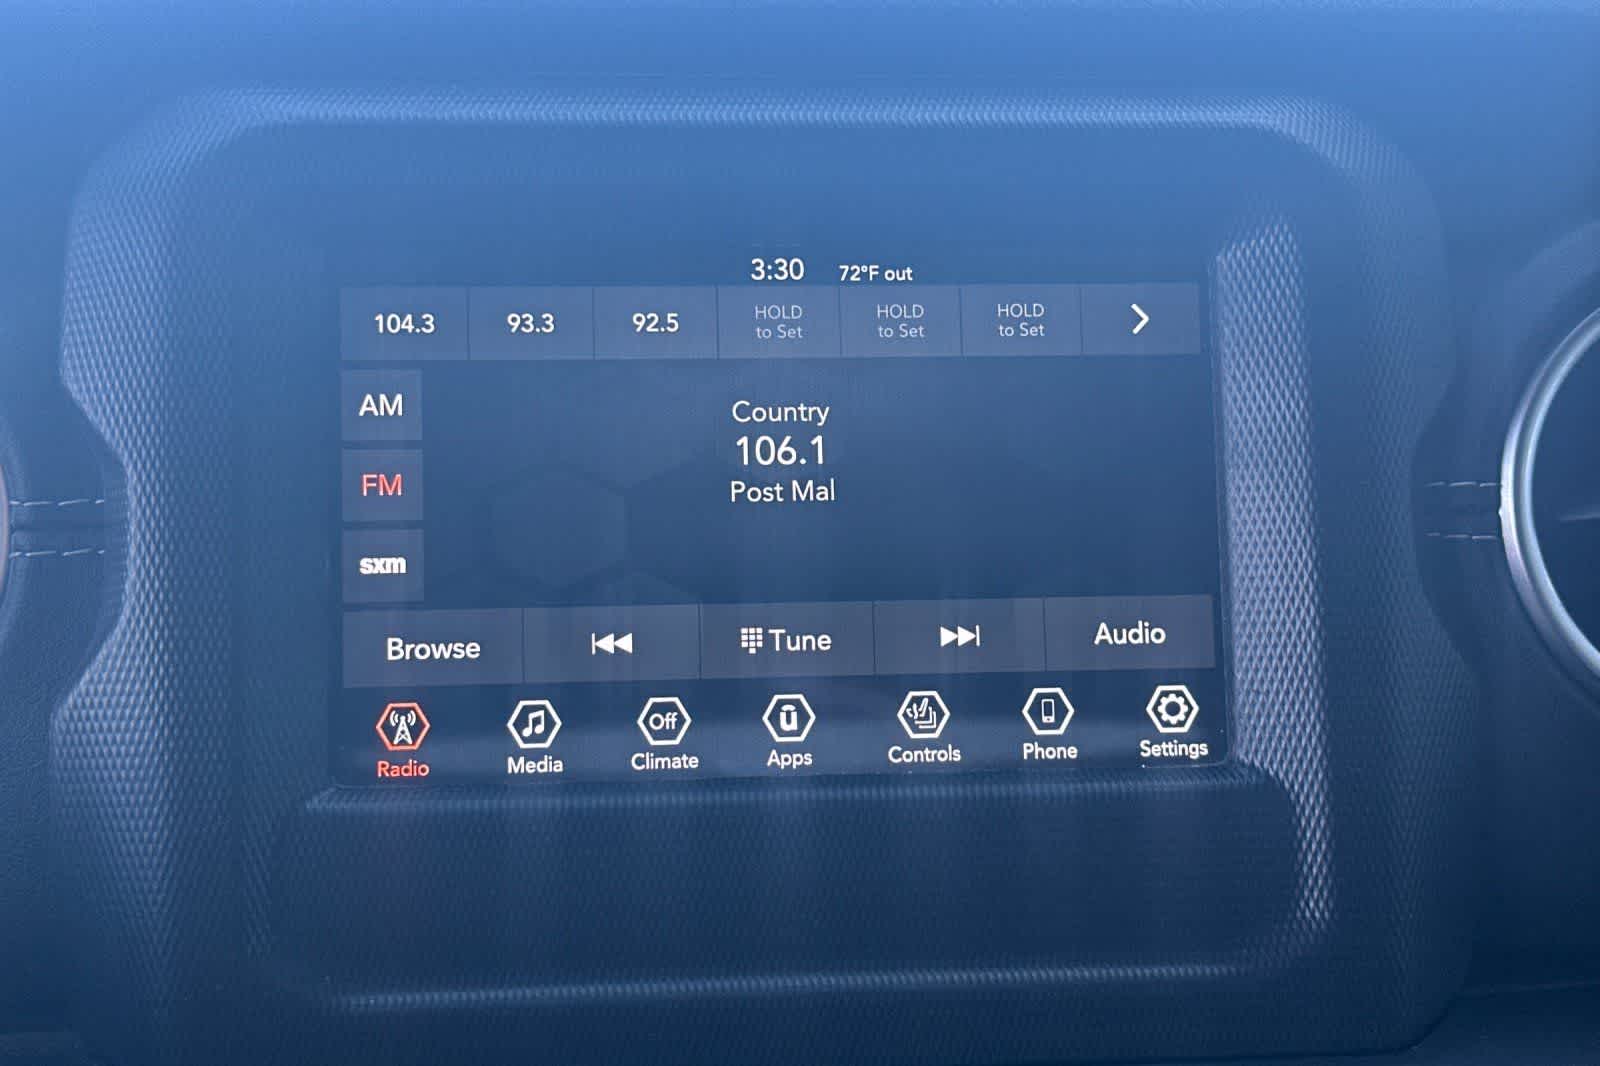 3:30 72°F out
104.3 93.3 92.5 HOLD to Set HOLD to Set HOLD to Set
AM
Country
106.1
FM
Post Mal
sxm
Browse Tune Audio
Off
Radio Media Climate Apps Controls Phone Settings